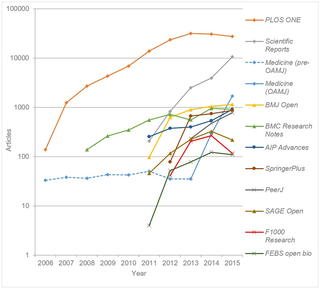 100000
10000
1000
100
10
1
Articles
2006 2007 2008 2009 2010 2011 2012 2013 2014 2015
Year
PLOS ONE
Scientific
Reports
Medicine (pre-
OAMJ)
Medicine
(OAMJ)
BMJ Open
BMC Research
Notes
AIP Advances
SpringerPlus
PeerJ
SAGE Open
F1000
Research
FEBS open bio